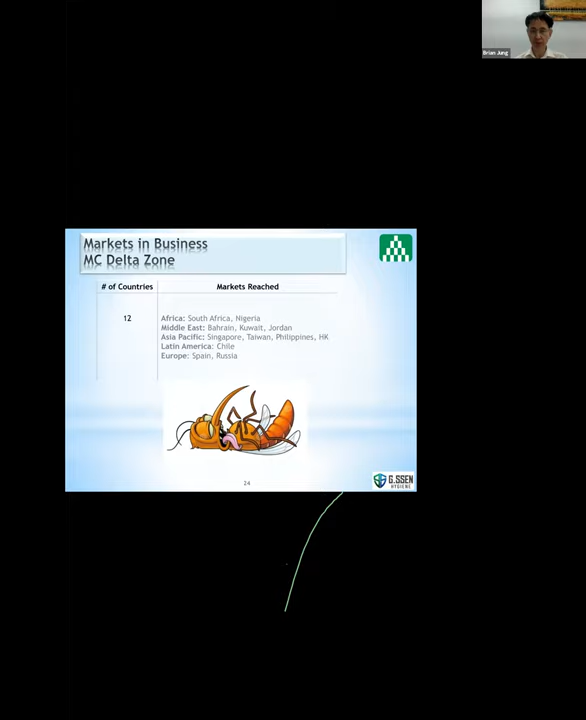 Brian Jung
Markets in Business
MC Delta Zone
# of Countries
Markets Reached
12
Africa: South Africa, Nigeria
Middle East: Bahrain, Kuwait, Jordan
Asia Pacific: Singapore, Taiwan, Philippines, HK
Latin America: Chile
Europe: Spain, Russia
24
G.SSEN
HYGIENE